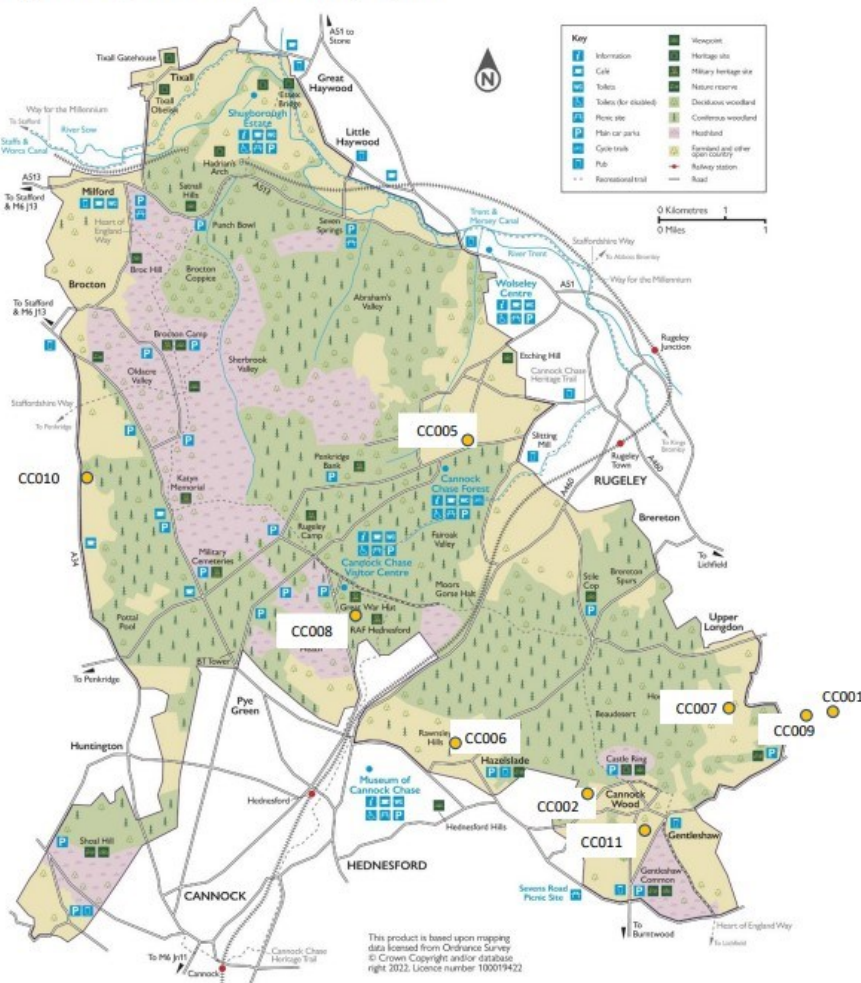 A51 to
Stone
Tixall Gatehouse
Tixall
Great
Haywood
Tixall
Obelisk
Essex
Bridge
Way for the Millennium
To Stafford
River Sow
Staffs &
Worcs Canal
Shugborough
Estate
Little
Haywood
Hadrian's
Arch
A513
To Stafford
& M6 J13
Milford
Satnall
Hills
A513
Heart of
England
Way
Punch Bowl
Seven
Springs
Trent &
Mersey Canal
River Trent
Staffordshire Way
To Abbots Bromley
Way for the Millennium
Broc Hill
Brocton
Coppice
Brocton
Abraham's
Valley
Wolseley
Centre
A51
To Stafford
& M6 J13
Rugeley
Junction
Brocton Camp
Oldacre
Valley
Sherbrook
Valley
Etching Hill
Cannock Chase
Heritage Trail
Staffordshire Way
To Penkridge
CC005
Slitting
Mill
To Kings
Bromley
Rugeley
Town
A460
RUGELEY
A460
Penkridge
Bank
CC010
Katyn
Memorial
Cannock
Chase Forest
Rugeley
Camp
Fairoak
Valley
Brereton
To
Lichfield
A34
Military
Cemeteries
Cannock Chase
Visitor Centre
Moors
Gorse Halt
Stile
Cop
Brereton
Spurs
Great War Hut
CC008
RAF Hednesford
Heath
Pottal
Pool
Upper
Longdon
BT Tower
To Penkridge
Pye
Green
CC007
CC001
CC009
Beaudesert
Huntington
Rawnsley
Hills
CC006
Hazelslade
Castle Ring
Museum of
Cannock Chase
Cannock
Wood
CC002
Hednesford
Hednesford Hills
CC011
Gentleshaw
Shoal Hill
HEDNESFORD
Gentleshaw
Common
CANNOCK
Sevens Road
Picnic Site
To
Burntwood
Heart of England Way
To Lichfield
To M6 Jn11
Cannock Chase
Heritage Trail
Cannock
This product is based upon mapping
data licensed from Ordnance Survey
© Crown Copyright and/or database
right 2022. Licence number 100019422
N
Key
Information
Café
Toilets
Toilets (for disabled)
Picnic site
Main car parks
Cycle trails
Pub
Recreational trail
Viewpoint
Heritage site
Military heritage site
Nature reserve
Deciduous woodland
Coniferous woodland
Heathland
Farmland and other
open country
Railway station
Road
0 Kilometres 1
0 Miles 1